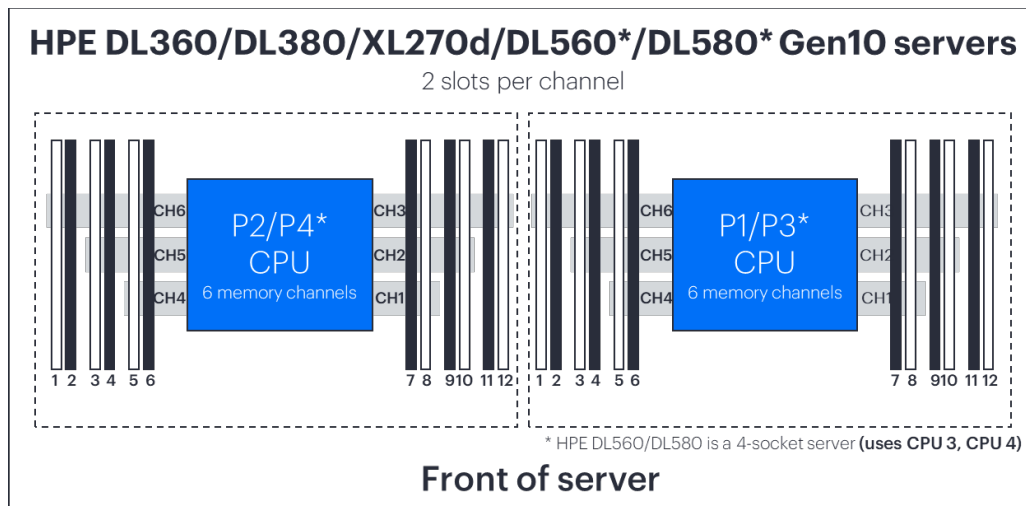 HPE DL360/DL380/XL270d/DL560*/DL580* Gen10 servers
2 slots per channel
CH6
CH5
CH4
P2/P4*
CPU
6 memory channels
CH3
CH2
CH1
1 2 3 4 5 6
7 8 9 10 11 12
CH6
CH5
CH4
P1/P3*
CPU
6 memory channels
CH3
CH2
CH1
1 2 3 4 5 6
7 8 9 10 11 12
* HPE DL560/DL580 is a 4-socket server (uses CPU 3, CPU 4)
Front of server